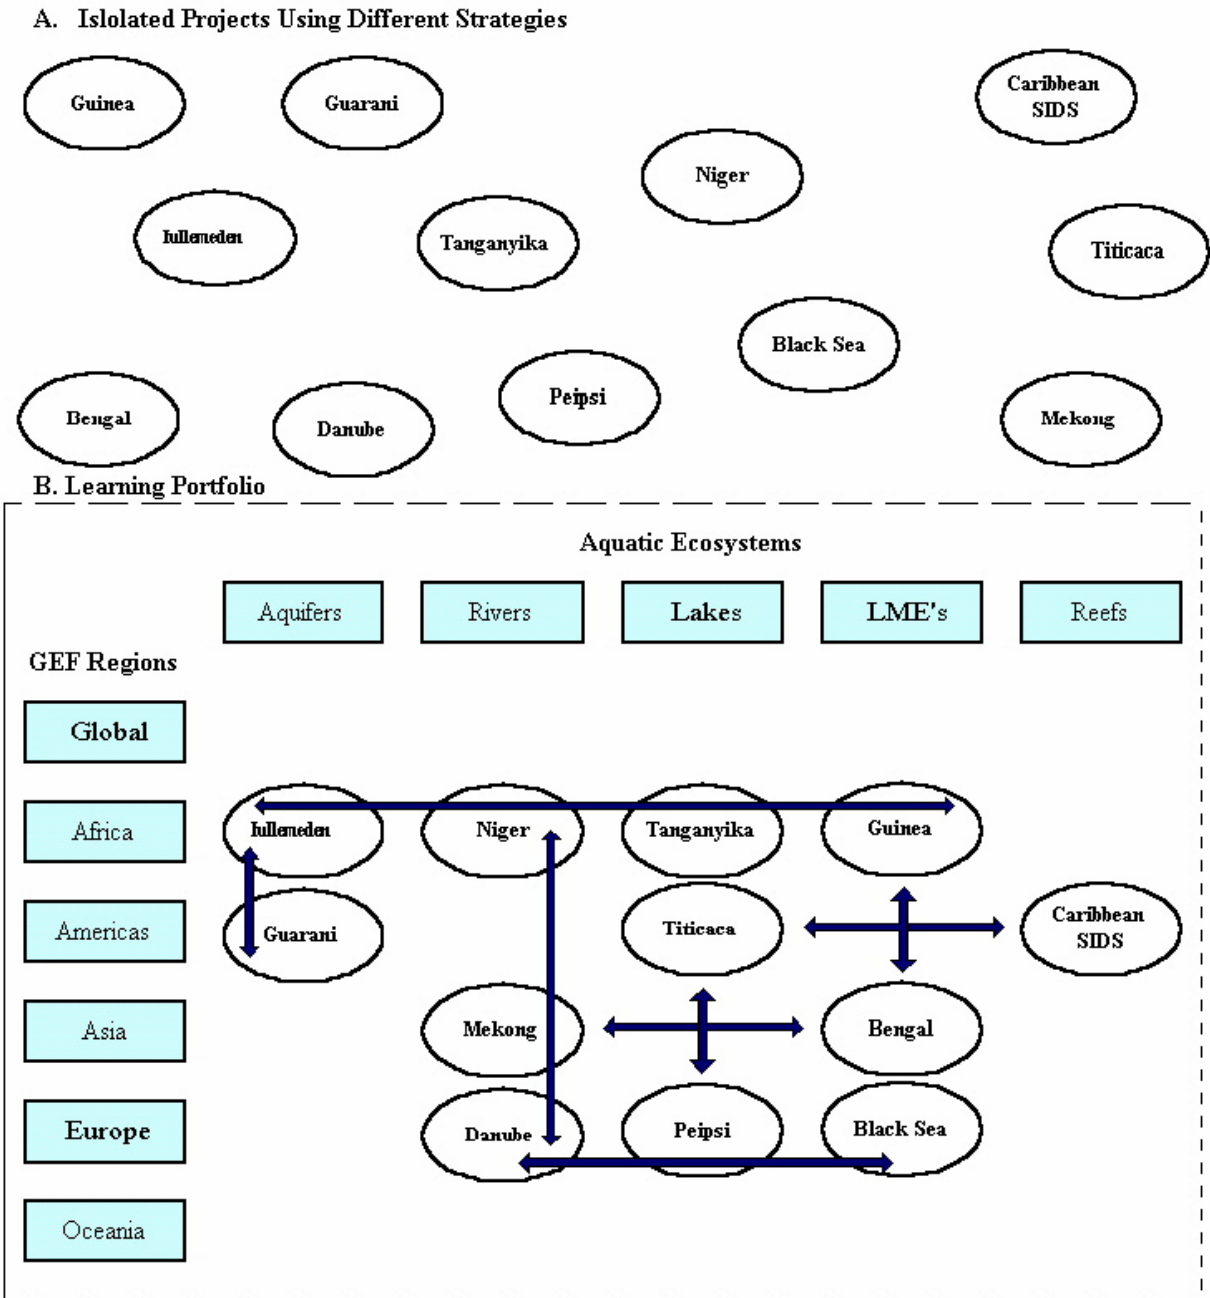 A. Islolated Projects Using Different Strategies
Guinea
Guarani
Caribbean
SIDS
Niger
Iullemeden
Tanganyika
Titicaca
Black Sea
Peipsi
Bengal
Danube
Mekong
B. Learning Portfolio
Aquatic Ecosystems
Aquifers
Rivers
Lakes
LME's
Reefs
GEF Regions
Global
Africa
Iullemeden
Niger
Tanganyika
Guinea
Americas
Guarani
Titicaca
Caribbean
SIDS
Asia
Mekong
Bengal
Europe
Danube
Peipsi
Black Sea
Oceania